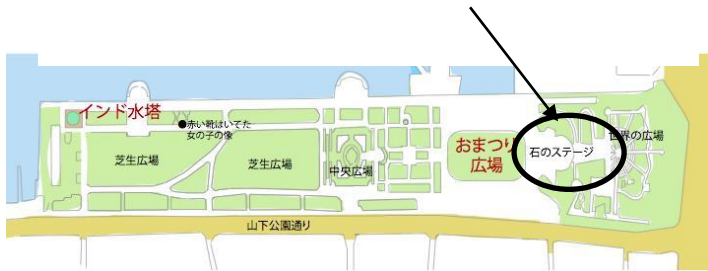 インド水塔
●赤い靴はいてた
女の子の像
芝生広場
芝生広場
中央広場
おまつり
広場
石のステージ
世界の広場
山下公園通り